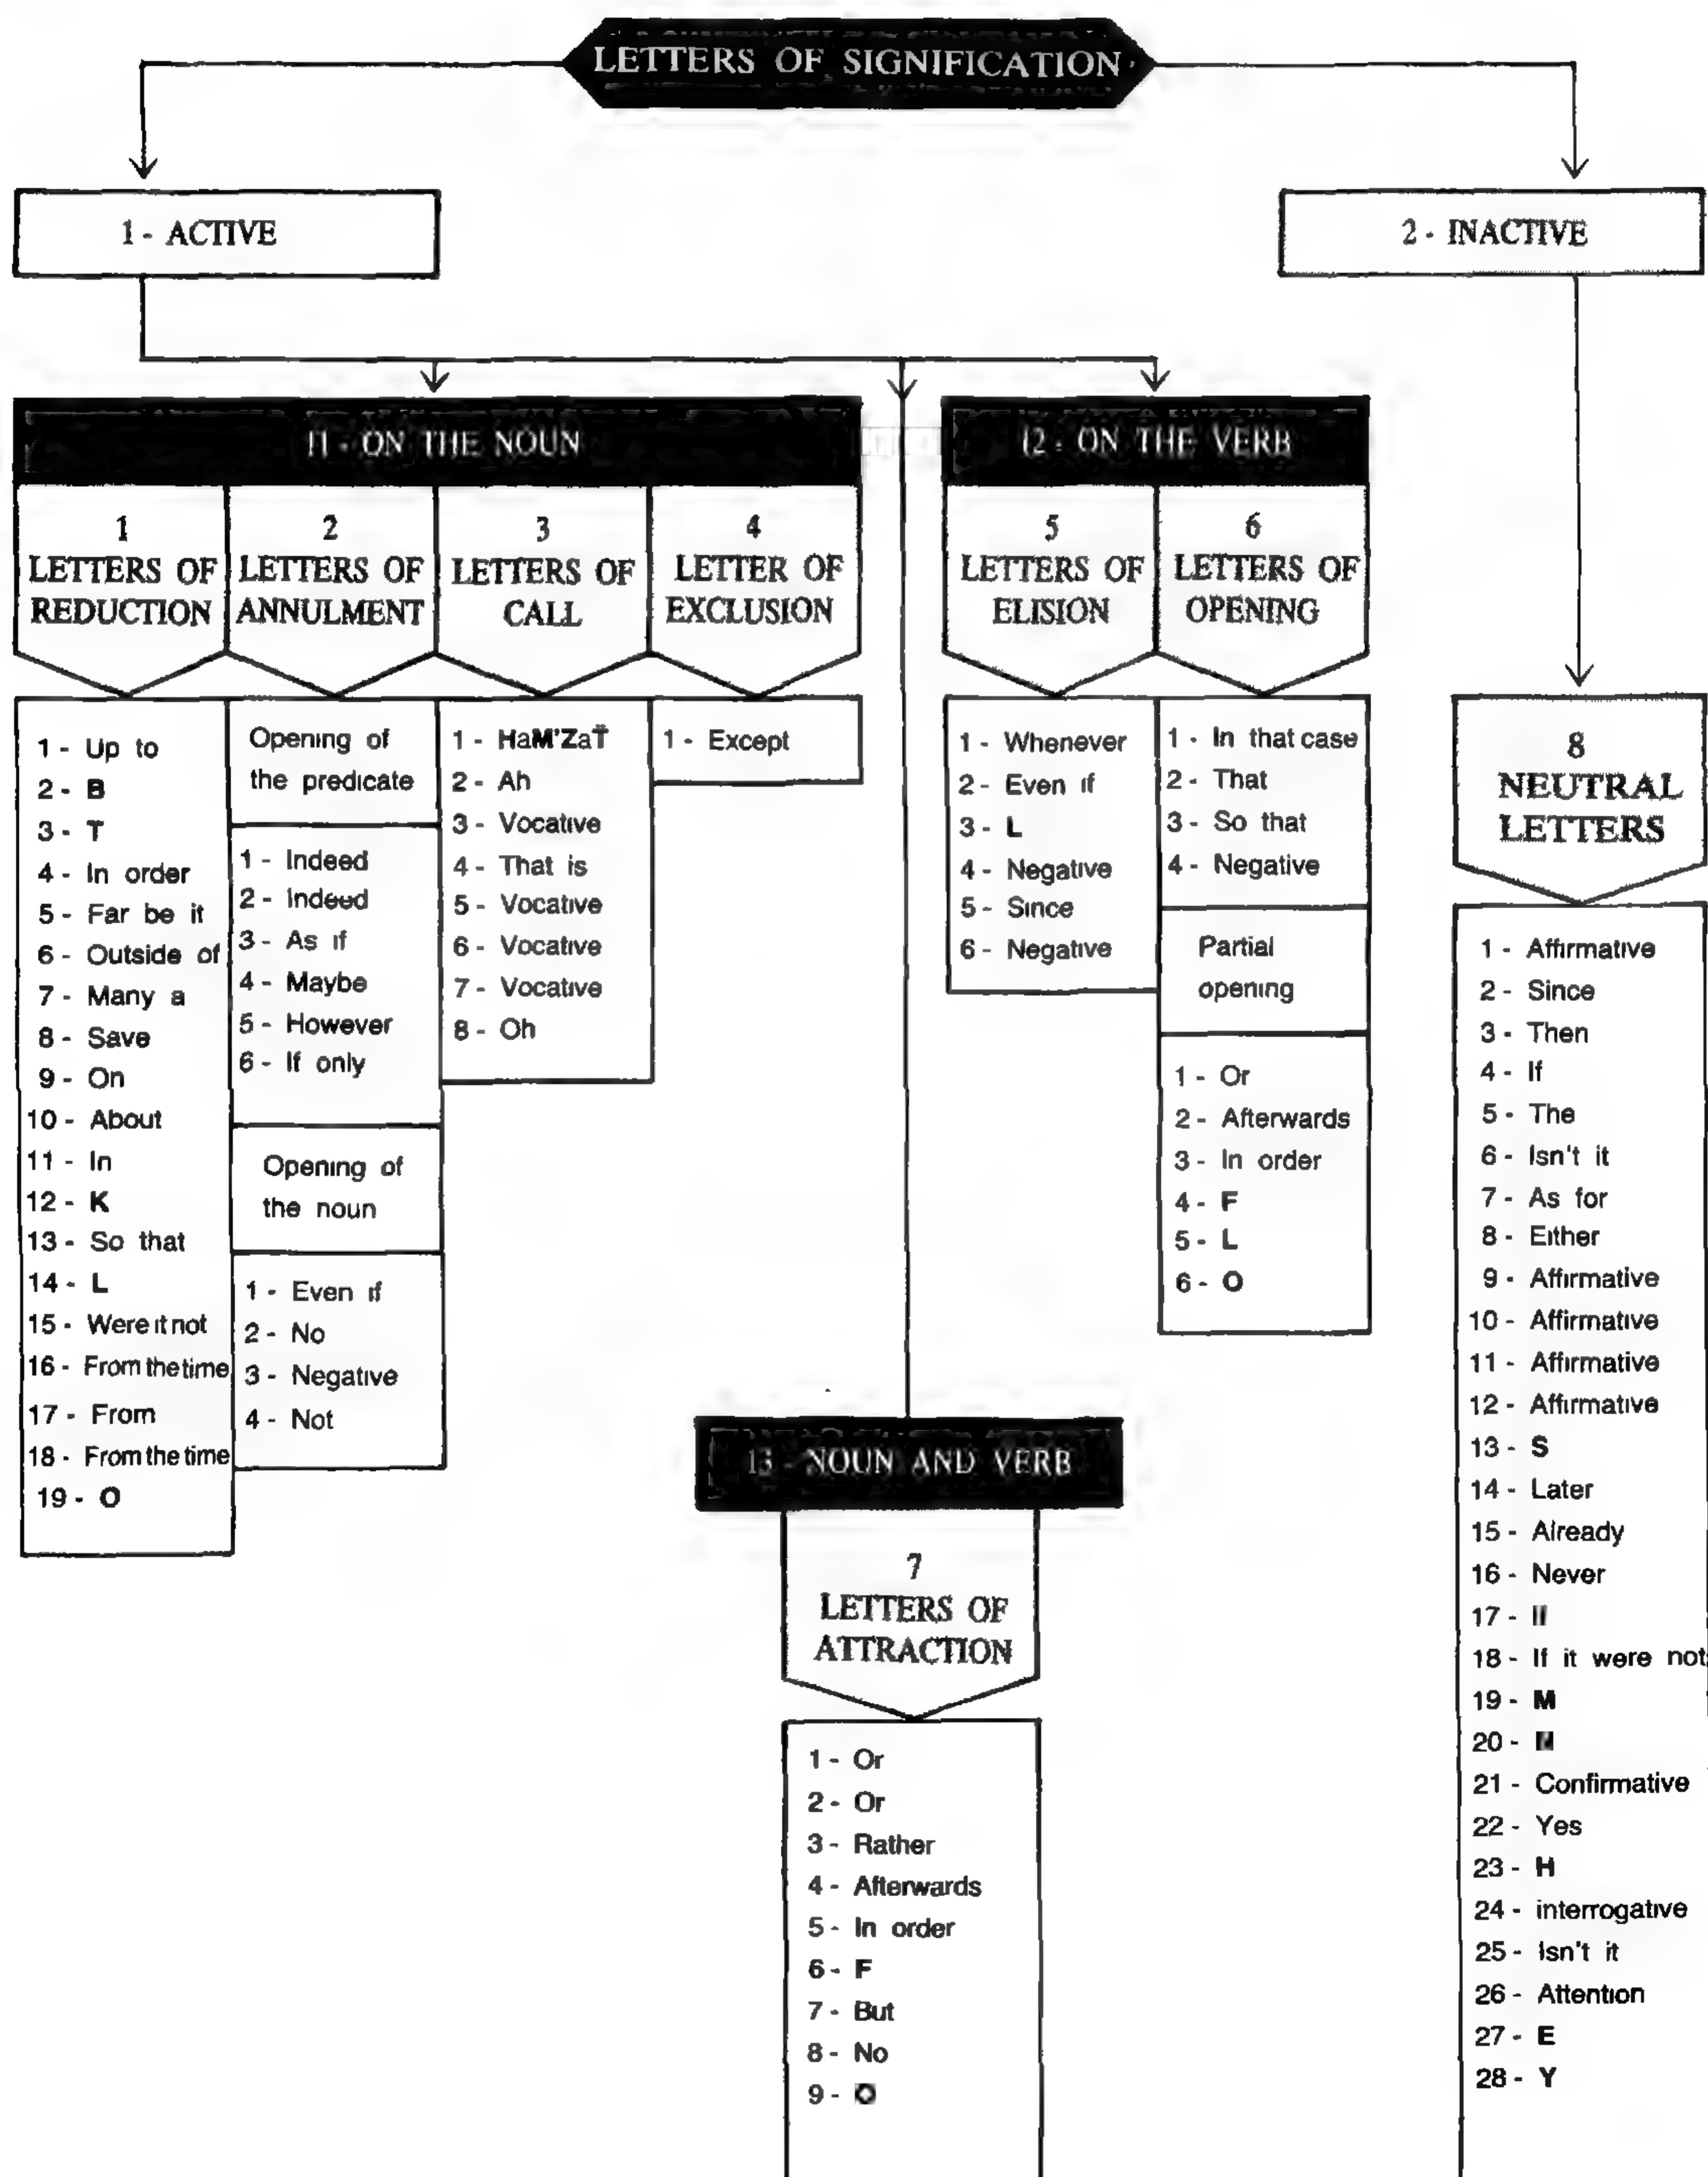 LETTERS OF SIGNIFICATION
1 - ACTIVE
2 - INACTIVE
11 - ON THE NOUN
12 - ON THE VERB
1
LETTERS OF
REDUCTION
2
LETTERS OF
ANNULMENT
3
LETTERS OF
CALL
4
LETTER OF
EXCLUSION
5
LETTERS OF
ELISION
6
LETTERS OF
OPENING
1 - Up to
2 - B
3 - T
4 - In order
5 - Far be it
6 - Outside of
7 - Many a
8 - Save
9 - On
10 - About
11 - In
12 - K
13 - So that
14 - L
15 - Were it not
16 - From the time
17 - From
18 - From the time
19 - O
Opening of
the predicate
1 - Indeed
2 - Indeed
3 - As if
4 - Maybe
5 - However
6 - If only
Opening of
the noun
1 - Even if
2 - No
3 - Negative
4 - Not
1 - HaM'ZaT̈
2 - Ah
3 - Vocative
4 - That is
5 - Vocative
6 - Vocative
7 - Vocative
8 - Oh
1 - Except
1 - Whenever
2 - Even if
3 - L
4 - Negative
5 - Since
6 - Negative
1 - In that case
2 - That
3 - So that
4 - Negative
Partial
opening
1 - Or
2 - Afterwards
3 - In order
4 - F
5 - L
6 - O
13 - NOUN AND VERB
7
LETTERS OF
ATTRACTION
1 - Or
2 - Or
3 - Rather
4 - Afterwards
5 - In order
6 - F
7 - But
8 - No
9 - O
8
NEUTRAL
LETTERS
1 - Affirmative
2 - Since
3 - Then
4 - If
5 - The
6 - Isn't it
7 - As for
8 - Either
9 - Affirmative
10 - Affirmative
11 - Affirmative
12 - Affirmative
13 - S
14 - Later
15 - Already
16 - Never
17 -
18 - If it were not
19 - M
20 -
21 - Confirmative
22 - Yes
23 - H
24 - interrogative
25 - Isn't it
26 - Attention
27 - E
28 - Y